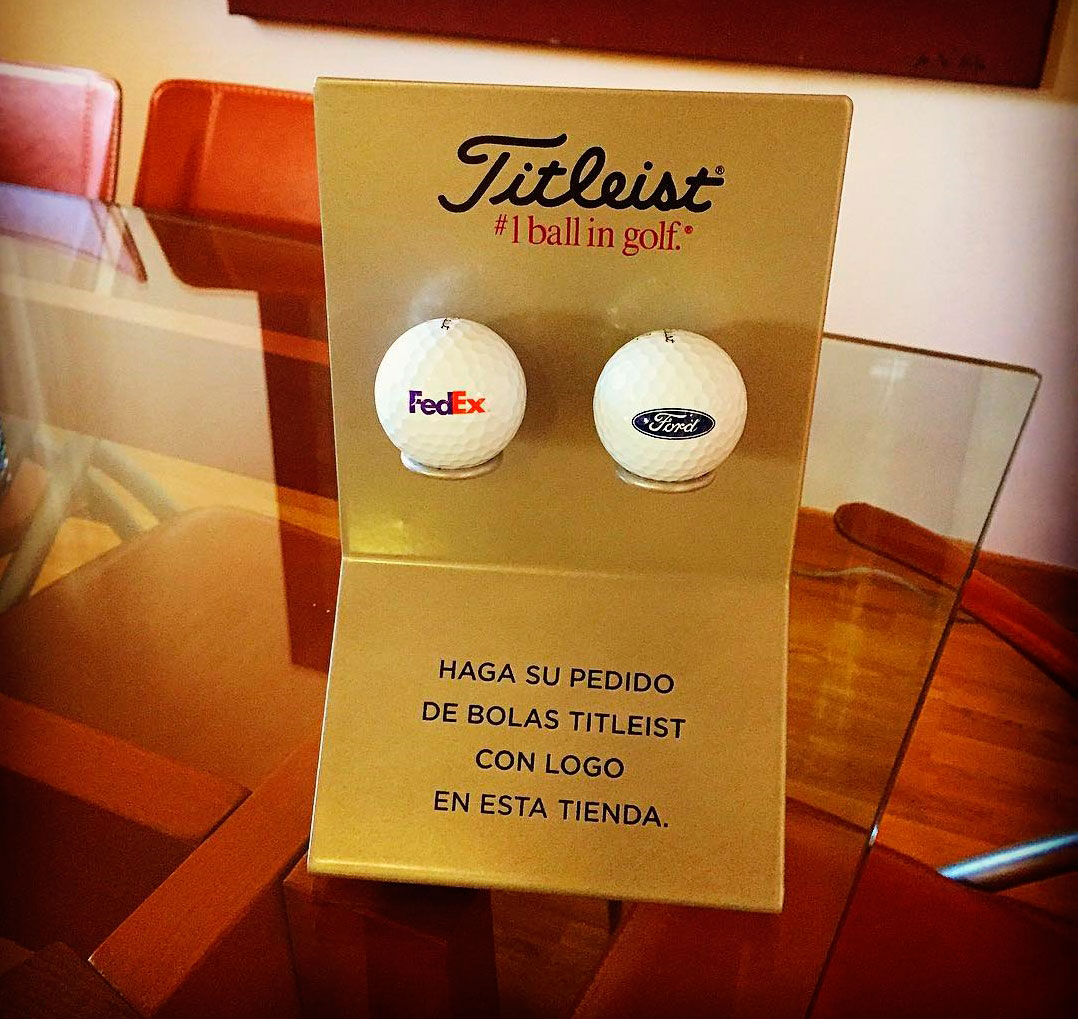 Titleist®
#1 ball in golf.®
FedEx
Ford
HAGA SU PEDIDO
DE BOLAS TITLEIST
CON LOGO
EN ESTA TIENDA.